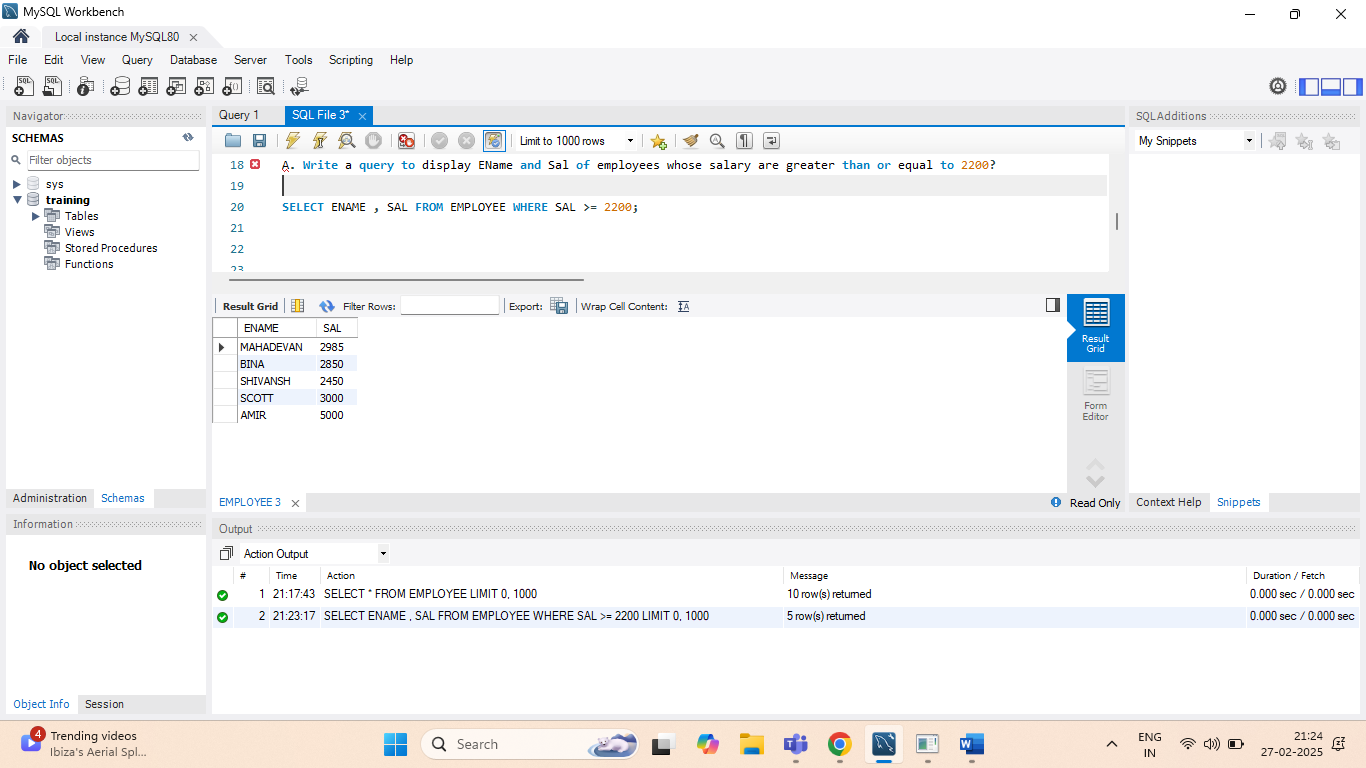 MySQL Workbench
Local instance MySQL80
File Edit View Query Database Server Tools Scripting Help
Navigator
SCHEMAS
Filter objects
sys
training
Tables
Views
Stored Procedures
Functions
Administration Schemas
Information
No object selected
Object Info Session
Query 1 SQL File 3*
Limit to 1000 rows
18 A. Write a query to display EName and Sal of employees whose salary are greater than or equal to 2200?
19
20 SELECT ENAME , SAL FROM EMPLOYEE WHERE SAL >= 2200;
21
22
23
Result Grid Filter Rows: Export: Wrap Cell Content:
ENAME SAL
MAHADEVAN 2985
BINA 2850
SHIVANSH 2450
SCOTT 3000
AMIR 5000
Result
Grid
Form
Editor
EMPLOYEE 3 Read Only
Output
Action Output
# Time Action Message Duration / Fetch
1 21:17:43 SELECT * FROM EMPLOYEE LIMIT 0, 1000 10 row(s) returned 0.000 sec / 0.000 sec
2 21:23:17 SELECT ENAME , SAL FROM EMPLOYEE WHERE SAL >= 2200 LIMIT 0, 1000 5 row(s) returned 0.000 sec / 0.000 sec
SQLAdditions
My Snippets
Context Help Snippets
4
Trending videos
Ibiza's Aerial Spl...
Search
ENG
IN
21:24
27-02-2025